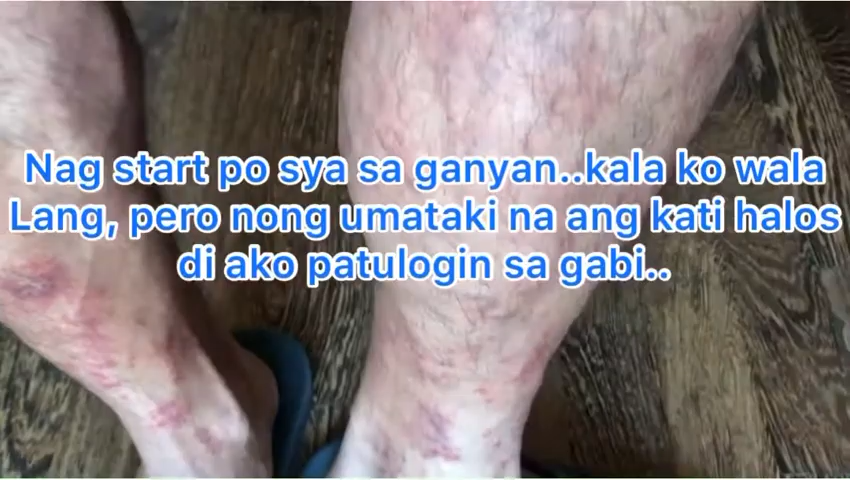 Nag start po sya sa ganyan..kala ko wala
Lang, pero nong umataki na ang kati halos
di ako patulogin sa gabi..